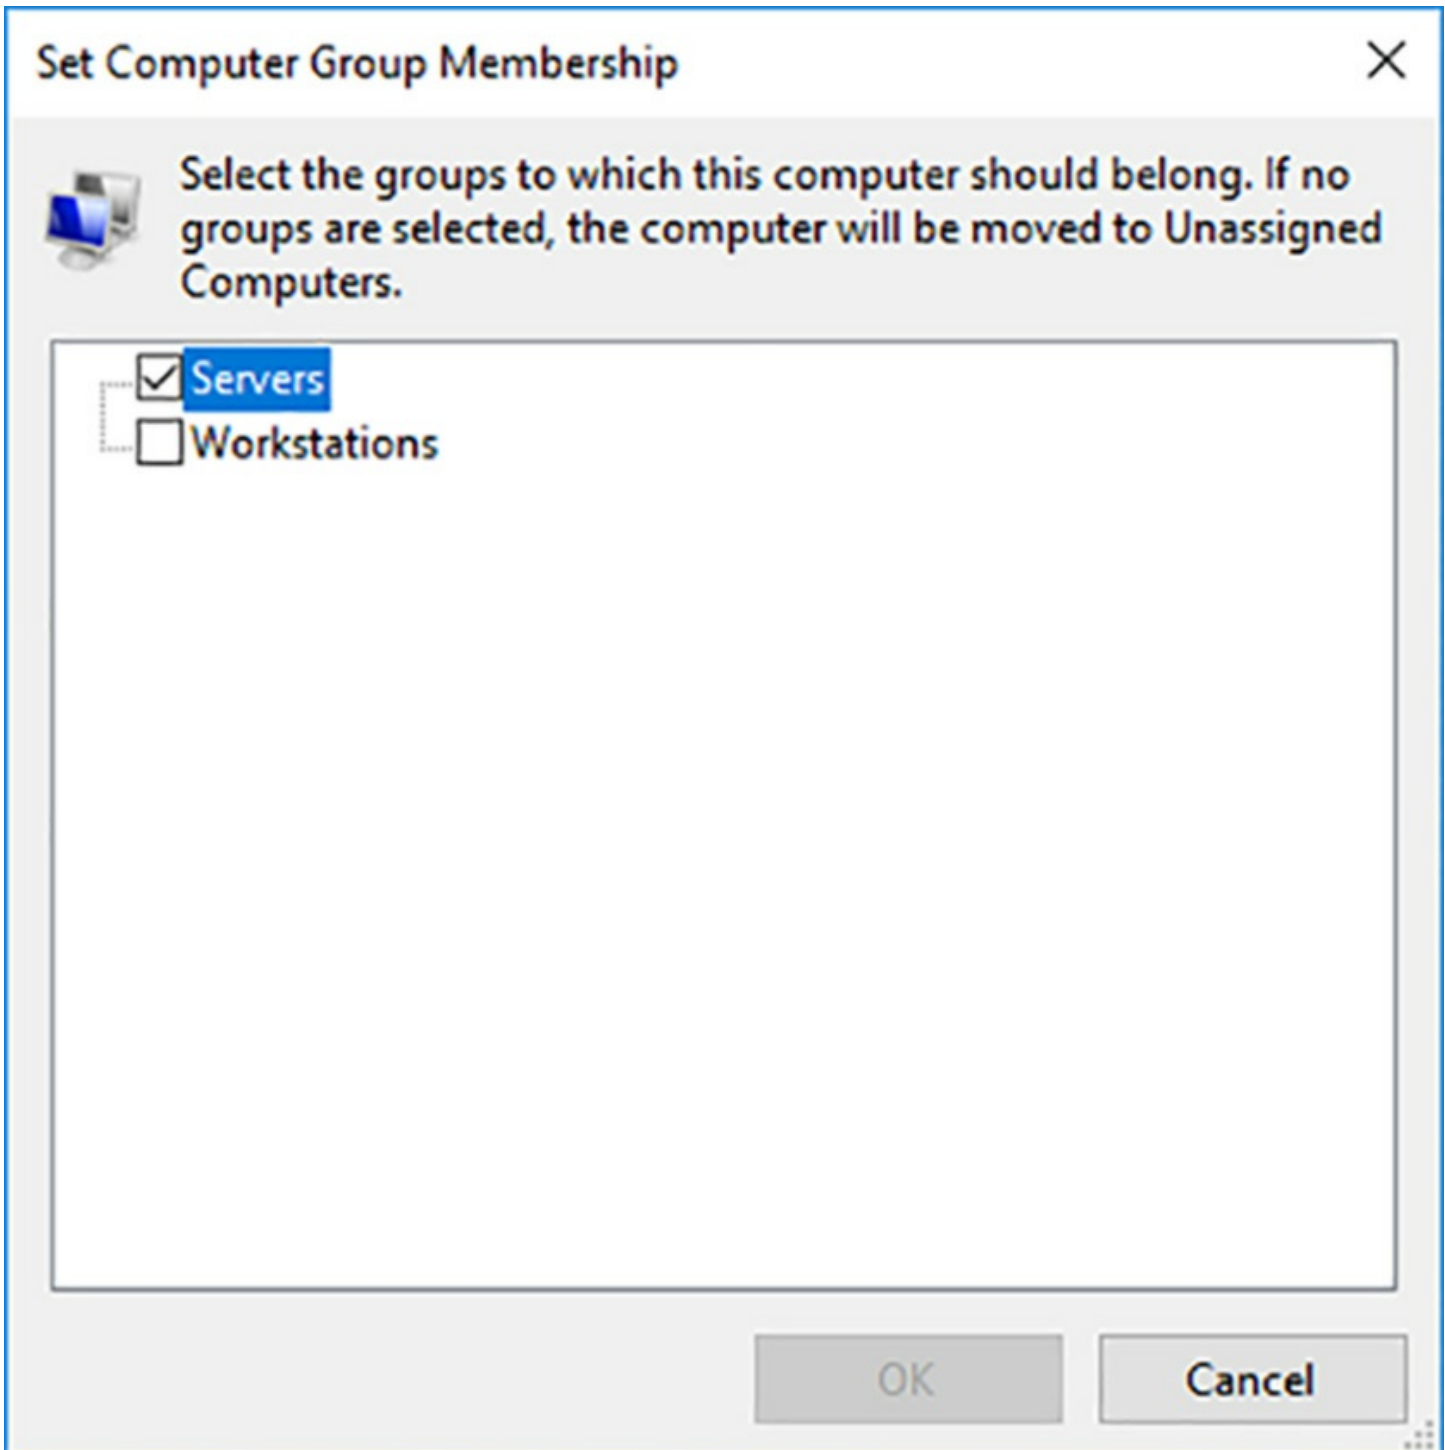 Set Computer Group Membership
Select the groups to which this computer should belong. If no
groups are selected, the computer will be moved to Unassigned
Computers.
Servers
Workstations
OK
Cancel